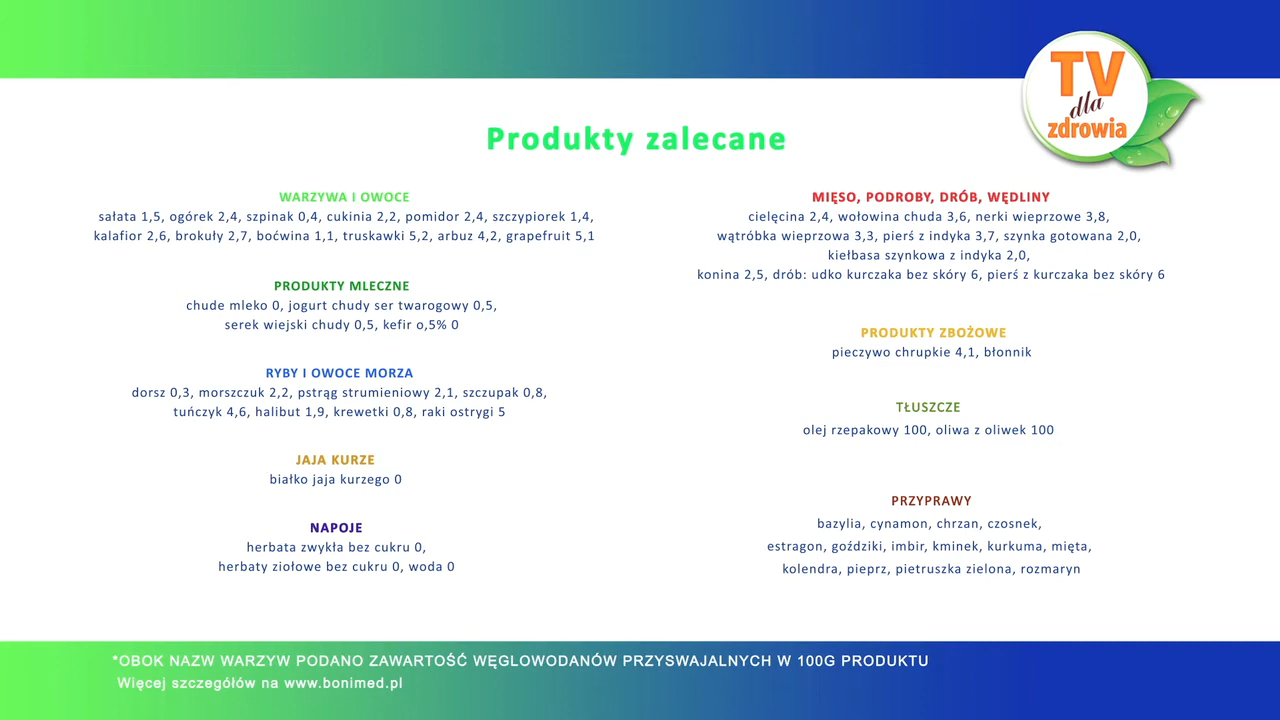 TV
dla
zdrowia
Produkty zalecane
WARZYWA I OWOCE
sałata 1,5, ogórek 2,4, szpinak 0,4, cukinia 2,2, pomidor 2,4, szczypiorek 1,4,
kalafior 2,6, brokuły 2,7, boćwina 1,1, truskawki 5,2, arbuz 4,2, grapefruit 5,1
PRODUKTY MLECZNE
chude mleko 0, jogurt chudy ser twarogowy 0,5,
serek wiejski chudy 0,5, kefir o,5% 0
RYBY I OWOCE MORZA
dorsz 0,3, morszczuk 2,2, pstrąg strumieniowy 2,1, szczupak 0,8,
tuńczyk 4,6, halibut 1,9, krewetki 0,8, raki ostrygi 5
JAJA KURZE
białko jaja kurzego 0
NAPOJE
herbata zwykła bez cukru 0,
herbaty ziołowe bez cukru 0, woda 0
MIĘSO, PODROBY, DRÓB, WĘDLINY
cielęcina 2,4, wołowina chuda 3,6, nerki wieprzowe 3,8,
wątróbka wieprzowa 3,3, pierś z indyka 3,7, szynka gotowana 2,0,
kiełbasa szynkowa z indyka 2,0,
konina 2,5, drób: udko kurczaka bez skóry 6, pierś z kurczaka bez skóry 6
PRODUKTY ZBOŻOWE
pieczywo chrupkie 4,1, błonnik
TŁUSZCZE
olej rzepakowy 100, oliwa z oliwek 100
PRZYPRAWY
bazylia, cynamon, chrzan, czosnek,
estragon, goździki, imbir, kminek, kurkuma, mięta,
kolendra, pieprz, pietruszka zielona, rozmaryn
*OBOK NAZW WARZYW PODANO ZAWARTOŚĆ WĘGLOWODANÓW PRZYSWAJALNYCH W 100G PRODUKTU
Więcej szczegółów na www.bonimed.pl